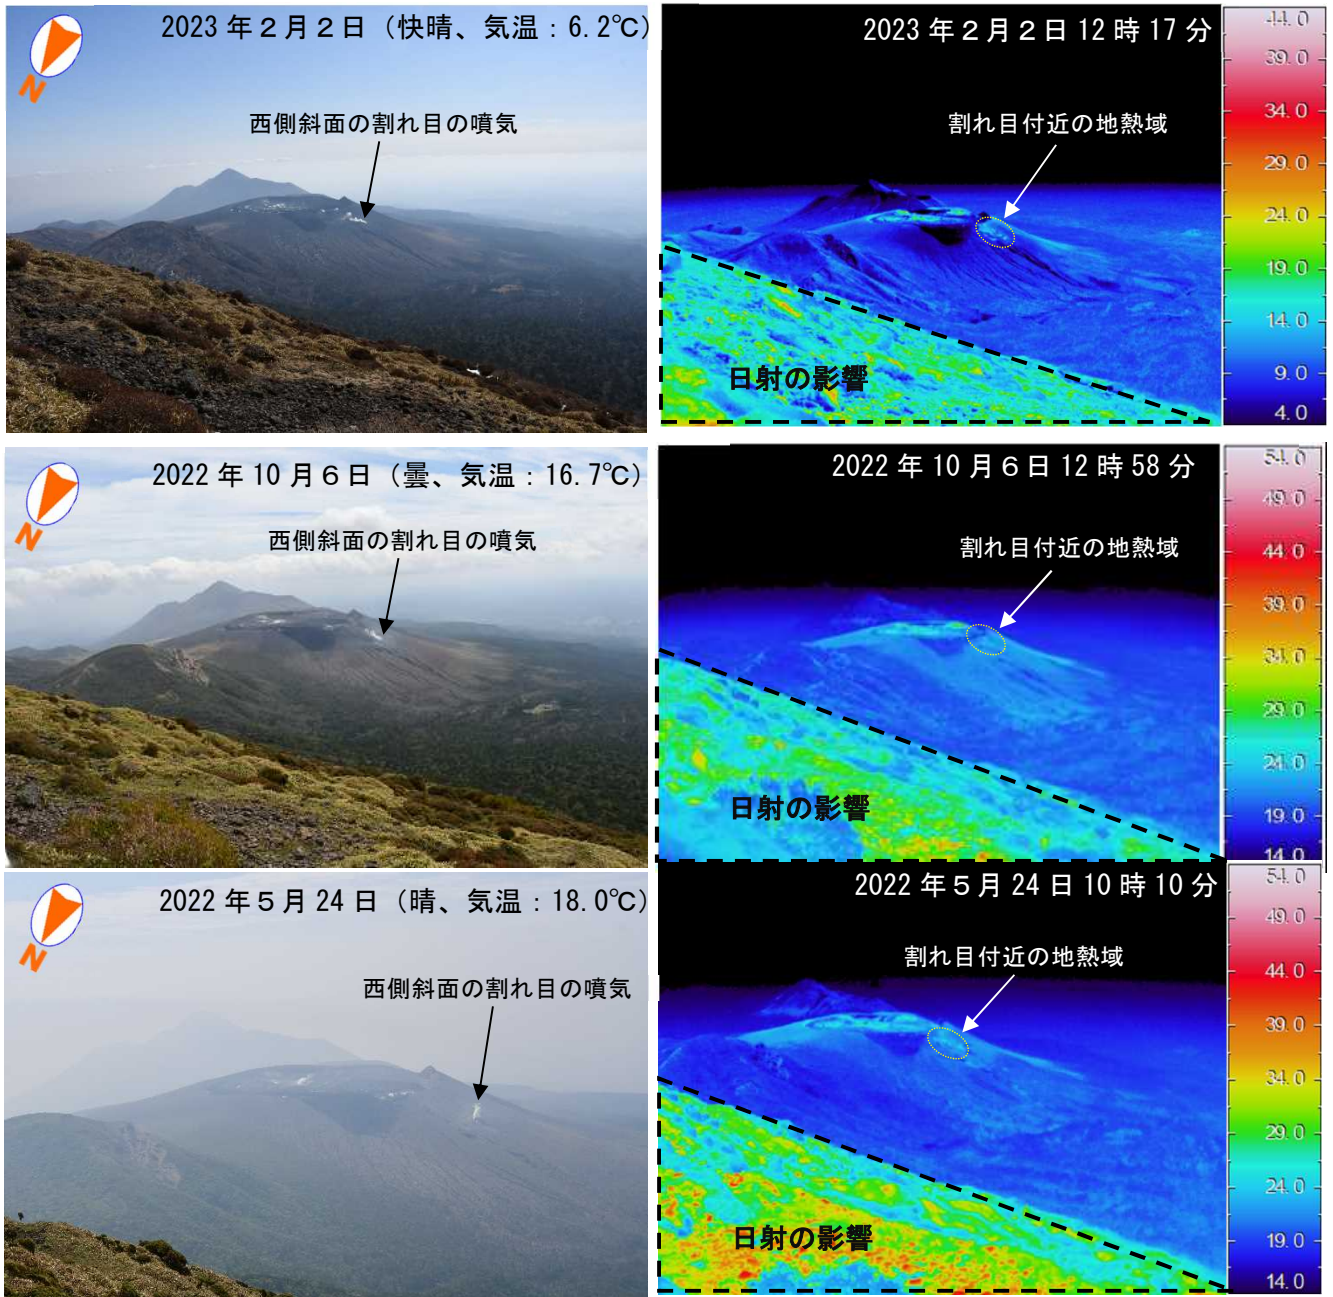 2023年2月2日（快晴、気温：6.2℃）
N
西側斜面の割れ目の噴気
2023年2月2日12時17分
割れ目付近の地熱域
日射の影響
44.0
39.0
34.0
29.0
24.0
19.0
14.0
9.0
4.0
2022年10月6日（曇、気温：16.7℃）
N
西側斜面の割れ目の噴気
2022年10月6日12時58分
割れ目付近の地熱域
日射の影響
54.0
49.0
44.0
39.0
34.0
29.0
24.0
19.0
14.0
2022年5月24日（晴、気温：18.0℃）
N
西側斜面の割れ目の噴気
2022年5月24日10時10分
割れ目付近の地熱域
日射の影響
54.0
49.0
44.0
39.0
34.0
29.0
24.0
19.0
14.0